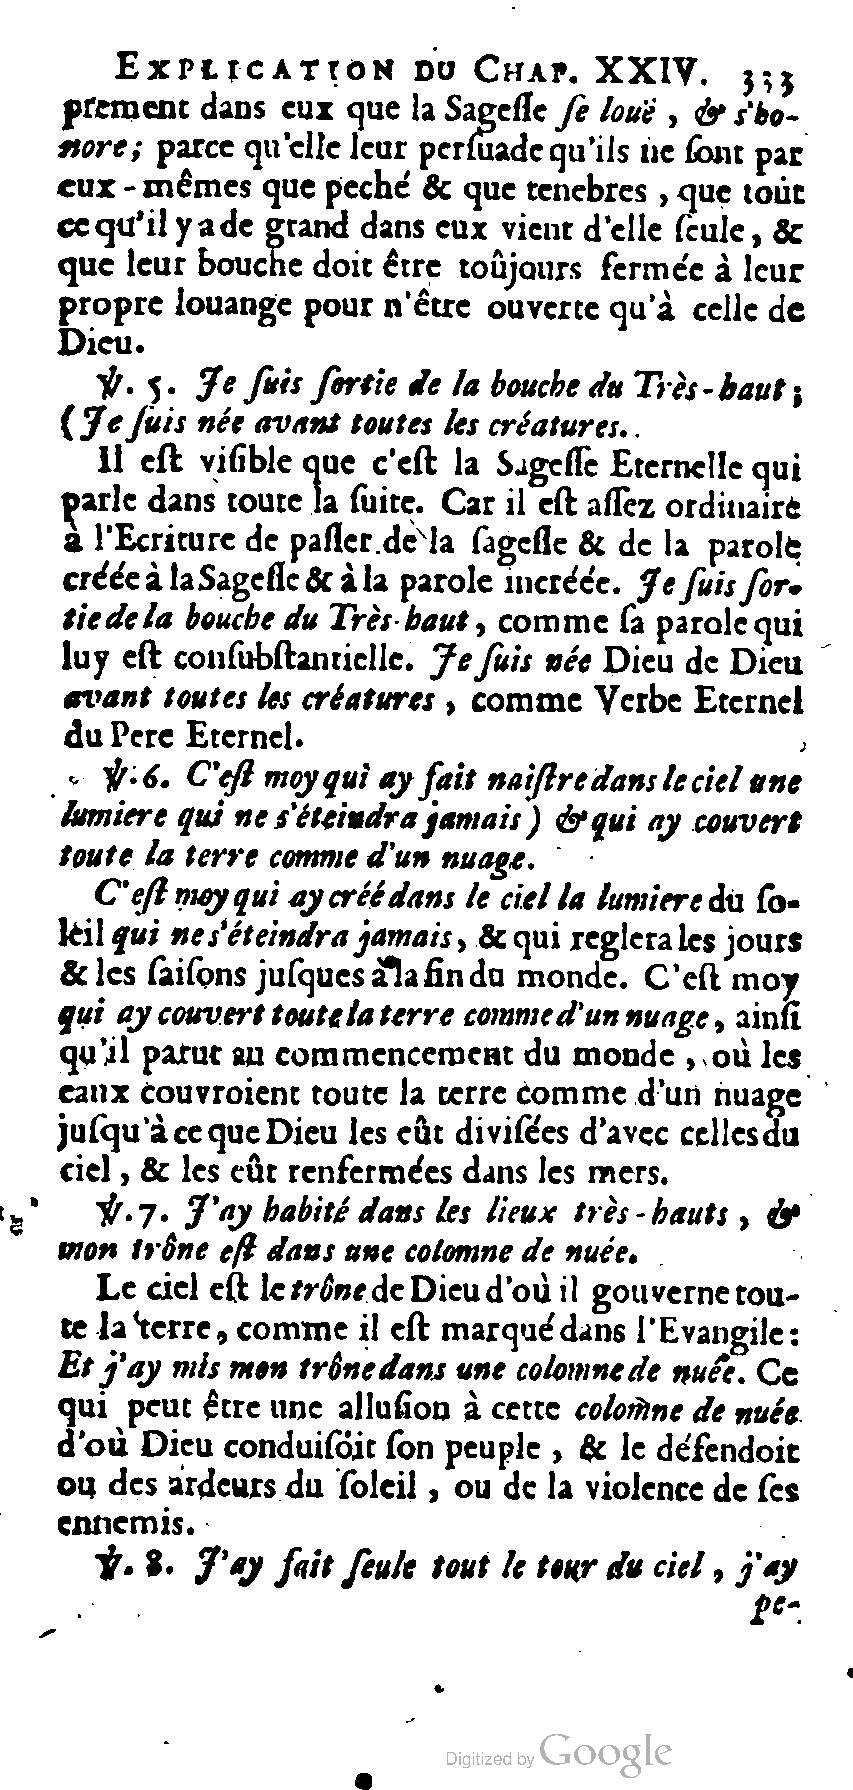 EXPLICATION DU CHAP. XXIV. 333
prement dans eux que la Sageſſe ſe louë, & s'ho-
nore; parce qu'elle leur perſuade qu'ils ne ſont par
eux-mêmes que peché & que tenebres, que tout
ce qu'il y a de grand dans eux vient d'elle ſeule, &
que leur bouche doit être toûjours fermée à leur
propre louange pour n'être ouverte qu'à celle de
Dieu.
℣. 5. Je ſuis ſortie de la bouche du Très-haut;
(Je ſuis née avant toutes les créatures..
Il eſt viſible que c'eſt la Sageſſe Eternelle qui
parle dans toute la ſuite. Car il eſt aſſez ordinaire
à l'Ecriture de paſſer de la ſageſſe & de la parole
créée à la Sageſſe & à la parole increée. Je ſuis ſor-
tie de la bouche du Très-haut, comme ſa parole qui
luy eſt conſubſtantielle. Je ſuis née Dieu de Dieu
avant toutes les créatures, comme Verbe Eternel
du Pere Eternel.
℣. 6. C'eſt moy qui ay fait naiſtre dans le ciel une
lumiere qui ne s'éteindra jamais) & qui ay couvert
toute la terre comme d'un nuage.
C'eſt moy qui ay créé dans le ciel la lumiere du ſo-
leil qui ne s'éteindra jamais, & qui reglera les jours
& les ſaiſons juſques à la fin du monde. C'eſt moy
qui ay couvert toute la terre comme d'un nuage, ainſi
qu'il parut au commencement du monde, où les
eaux couvroient toute la terre comme d'un nuage
juſqu'à ce que Dieu les eût diviſées d'avec celles du
ciel, & les eût renfermées dans les mers.
℣. 7. J'ay habité dans les lieux très-hauts, &
mon trône eſt dans une colomne de nuée.
Le ciel eſt le trône de Dieu d'où il gouverne tou-
te la terre, comme il eſt marqué dans l'Evangile:
Et j'ay mis mon trône dans une colomne de nuée. Ce
qui peut être une alluſion à cette colomne de nuée
d'où Dieu conduiſoit ſon peuple, & le défendoit
ou des ardeurs du ſoleil, ou de la violence de ſes
ennemis.
℣. 8. J'ay fait ſeule tout le tour du ciel, j'ay
pe-
Digitized by Google